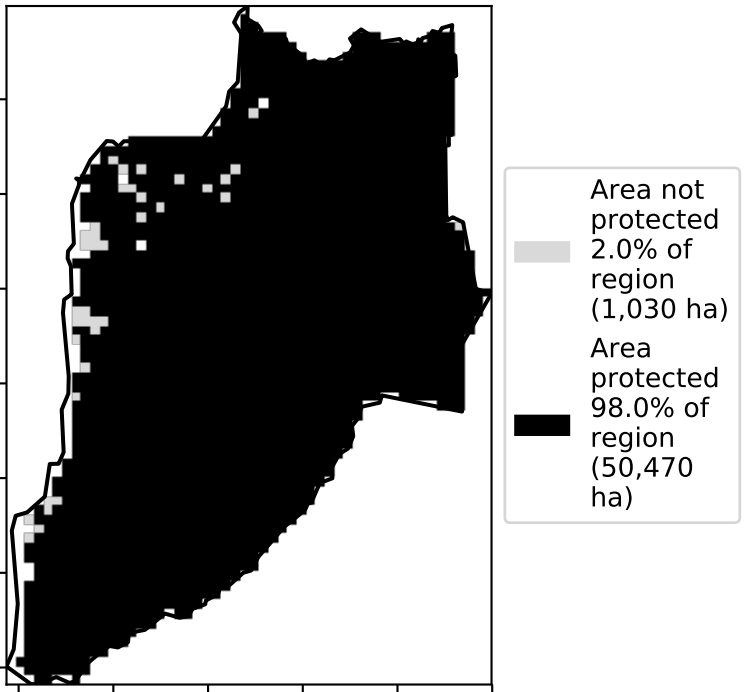 Area not
protected
2.0% of
region
(1,030 ha)
Area
protected
98.0% of
region
(50,470
ha)